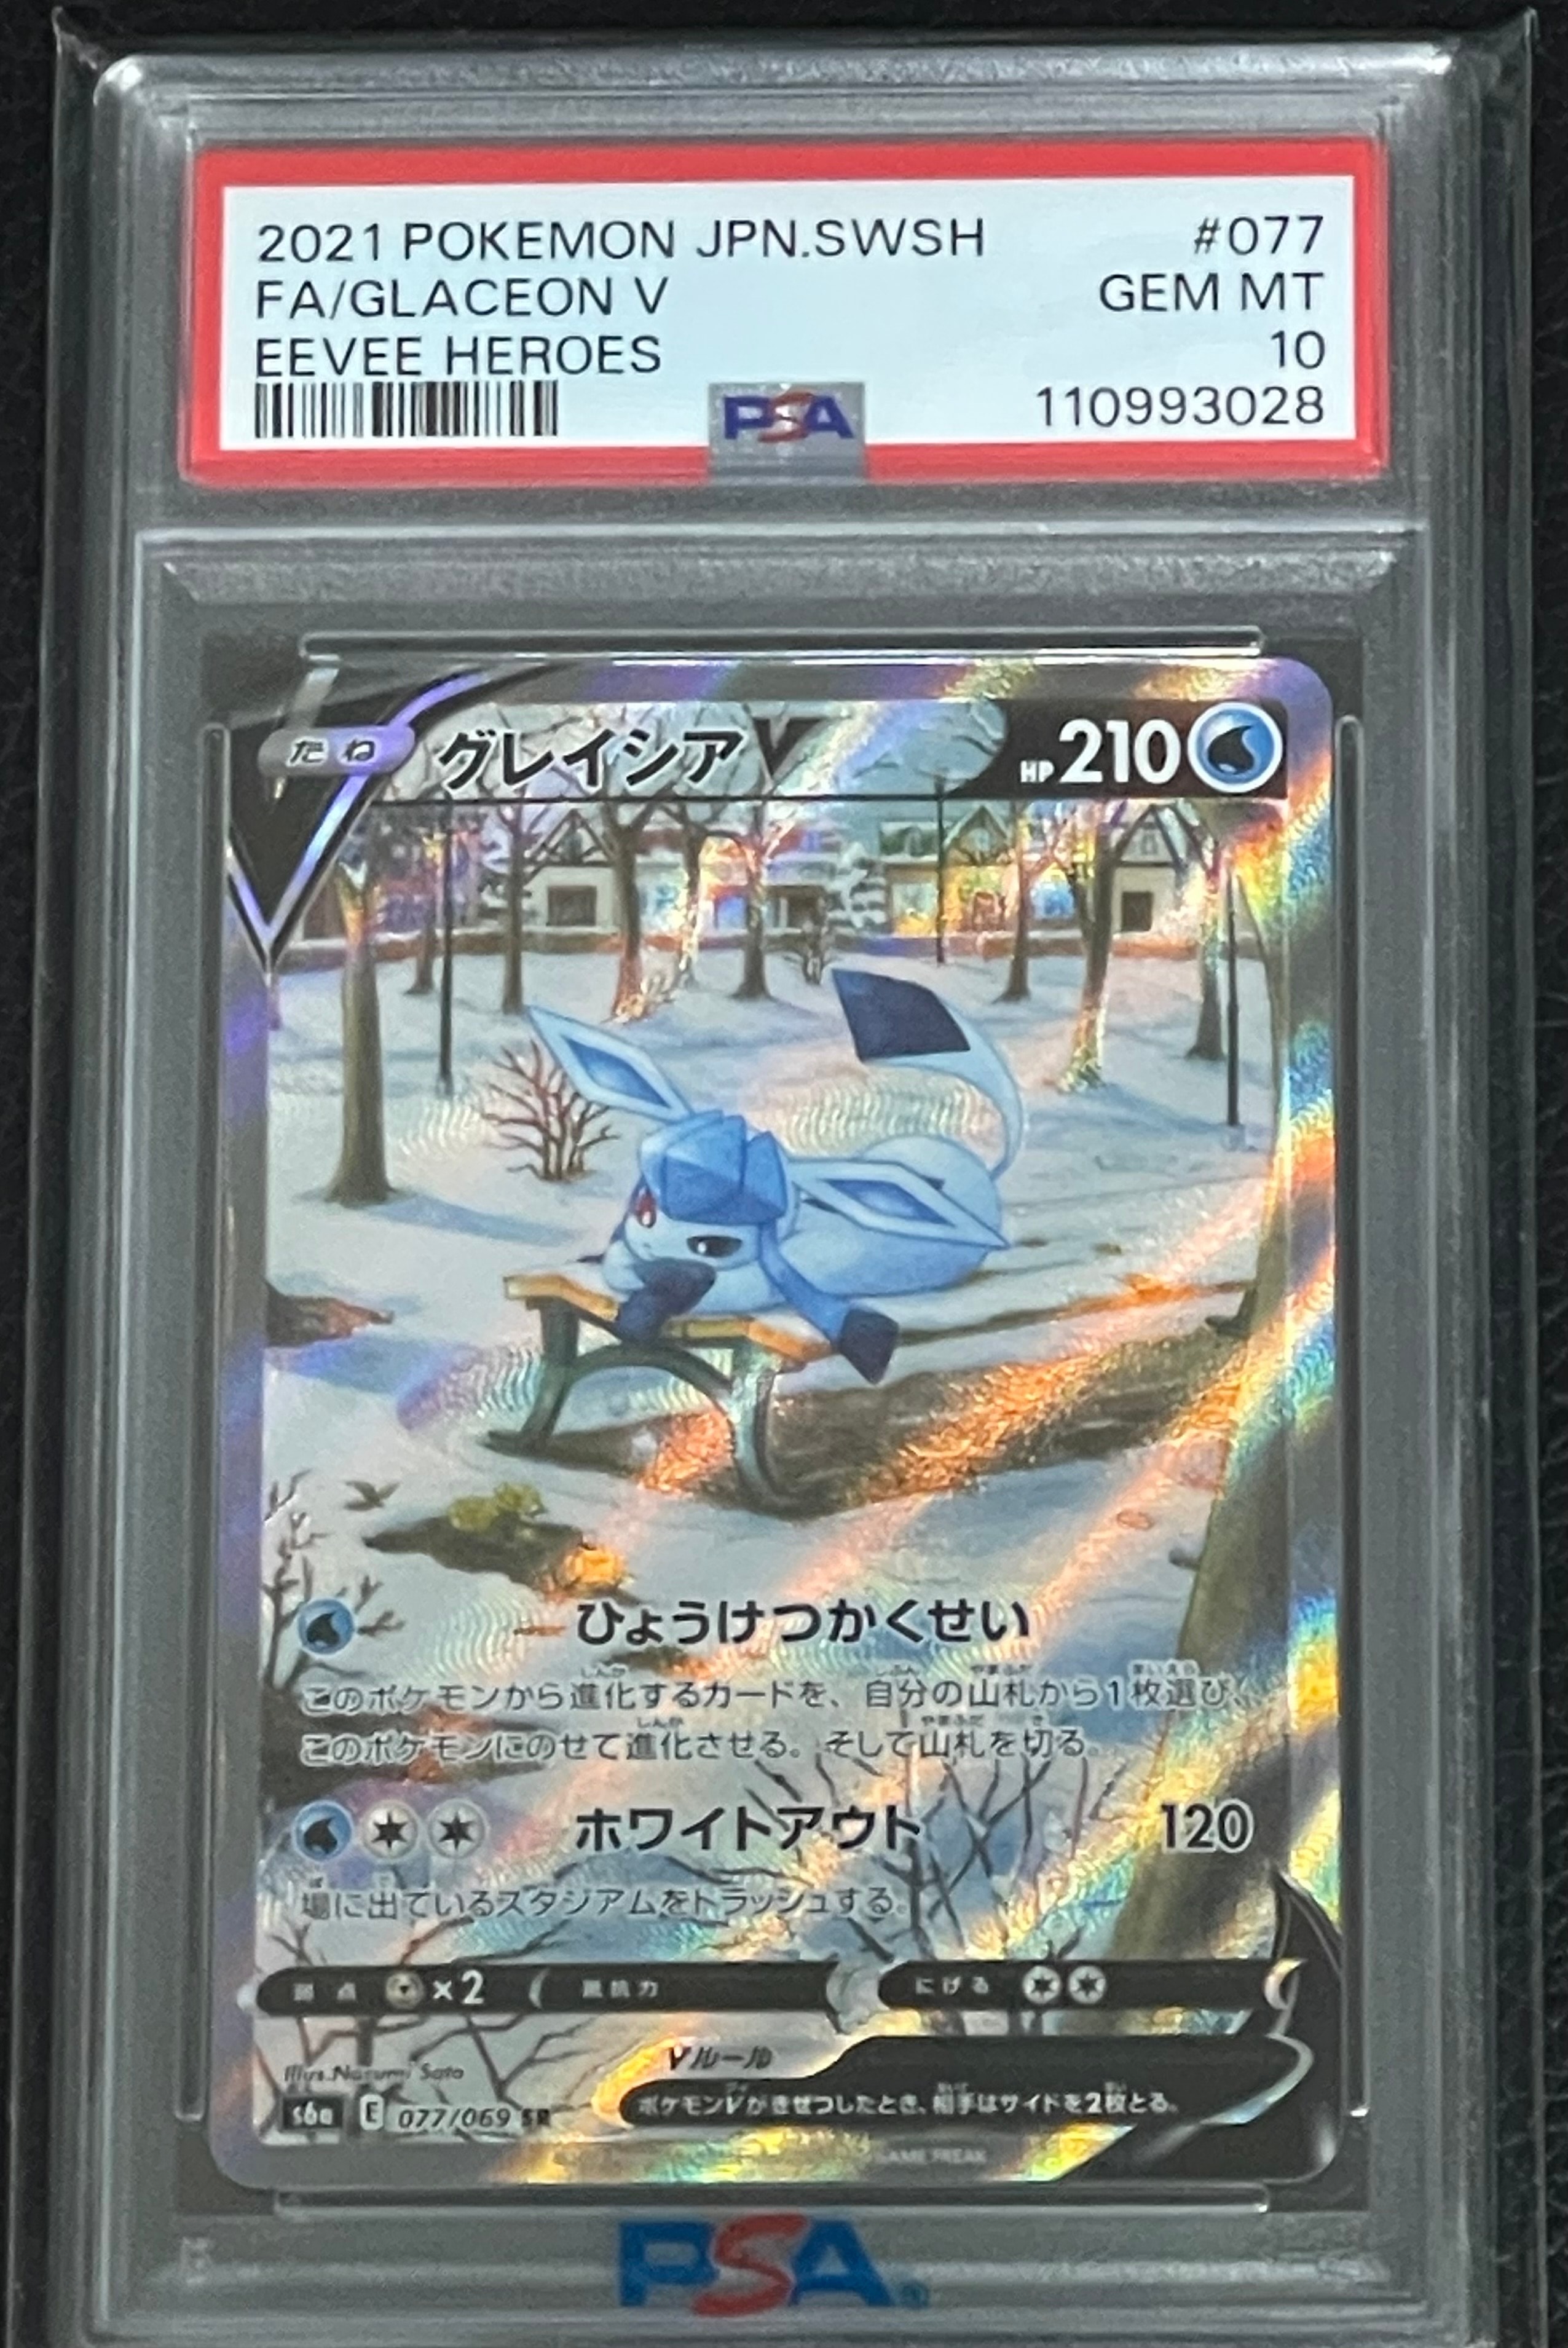 2021 POKEMON JPN.SWSH #077
FA/GLACEON V GEM MT
EEVEE HEROES 10
PSA 110993028
たね グレイシアV HP 210
ひょうけつかくせい
このポケモンから進化するカードを、自分の山札から1枚選び、
このポケモンにのせて進化させる。そして山札を切る。
ホワイトアウト 120
場に出ているスタジアムをトラッシュする。
弱点 ×2 抵抗力 にげる
Illus. Narumi Sato
Vルール
s6a E 077/069 SR ポケモンVがきぜつしたとき、相手はサイドを2枚とる。
GAME FREAK
PSA